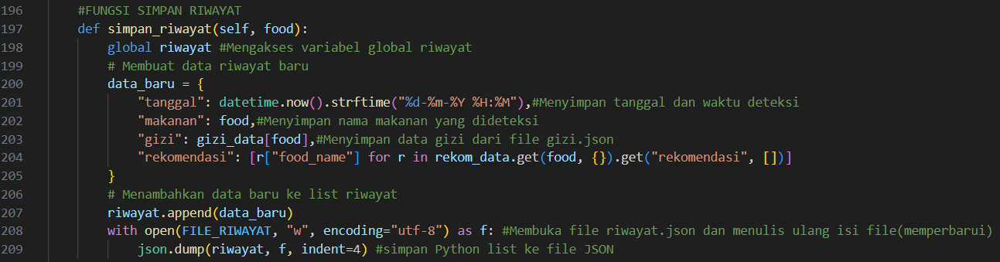 196 #FUNGSI SIMPAN RIWAYAT
197 def simpan_riwayat(self, food):
198 global riwayat #Mengakses variabel global riwayat
199 # Membuat data riwayat baru
200 data_baru = {
201 "tanggal": datetime.now().strftime("%d-%m-%Y %H:%M"),#Menyimpan tanggal dan waktu deteksi
202 "makanan": food,#Menyimpan nama makanan yang dideteksi
203 "gizi": gizi_data[food],#Menyimpan data gizi dari file gizi.json
204 "rekomendasi": [r["food_name"] for r in rekom_data.get(food, {}).get("rekomendasi", [])]
205 }
206 # Menambahkan data baru ke list riwayat
207 riwayat.append(data_baru)
208 with open(FILE_RIWAYAT, "w", encoding="utf-8") as f: #Membuka file riwayat.json dan menulis ulang isi file(memperbarui)
209 json.dump(riwayat, f, indent=4) #simpan Python list ke file JSON